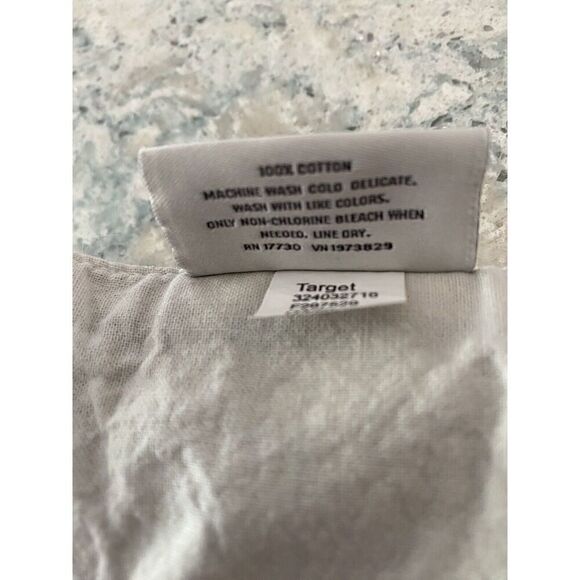 100% COTTON
MACHINE WASH COLD DELICATE.
WASH WITH LIKE COLORS.
ONLY NON-CHLORINE BLEACH WHEN
NEEDED. LINE DRY.
RN 17730 VN 1973829
Target
324032710